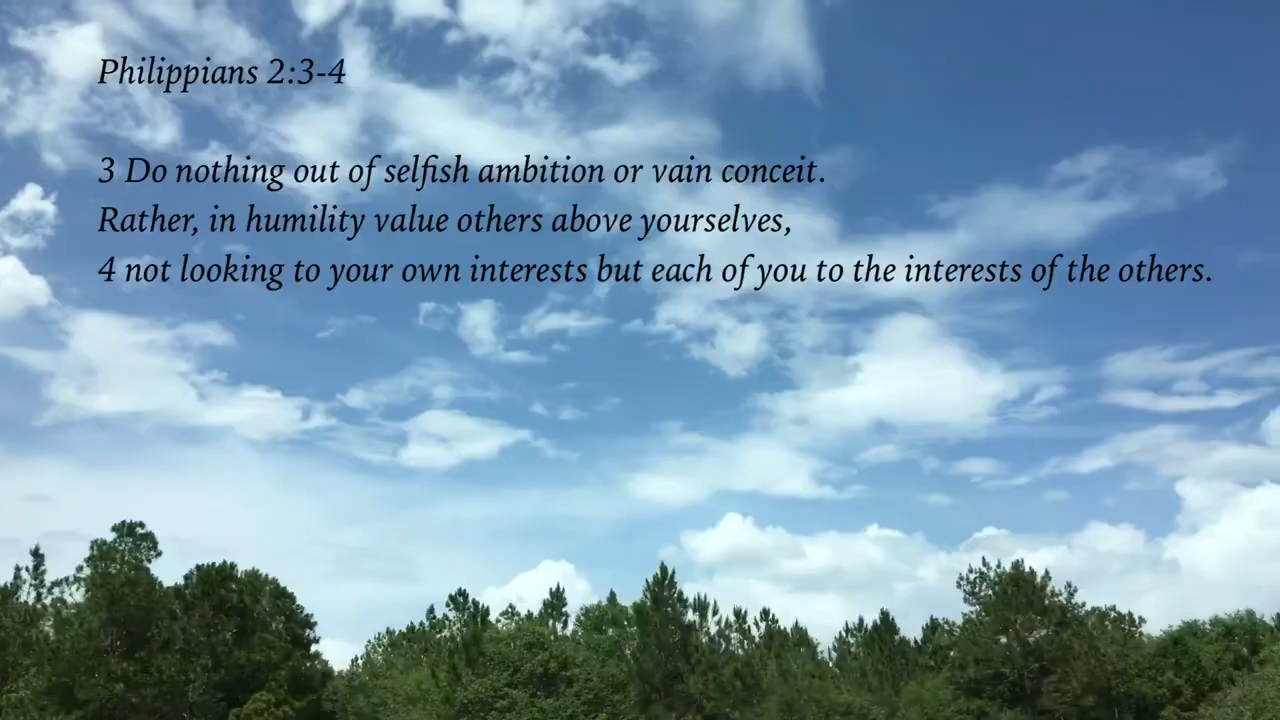 Philippians 2:3-4
3 Do nothing out of selfish ambition or vain conceit.
Rather, in humility value others above yourselves,
4 not looking to your own interests but each of you to the interests of the others.